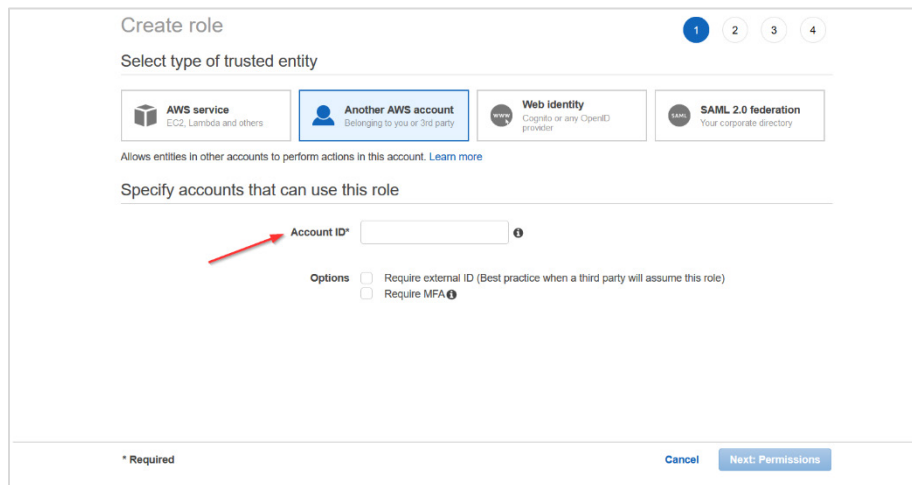 Create role
1 2 3 4
Select type of trusted entity
AWS service
EC2, Lambda and others
Another AWS account
Belonging to you or 3rd party
www
Web identity
Cognito or any OpenID
provider
SAML
SAML 2.0 federation
Your corporate directory
Allows entities in other accounts to perform actions in this account. Learn more
Specify accounts that can use this role
Account ID*
Options Require external ID (Best practice when a third party will assume this role)
Require MFA
* Required Cancel Next: Permissions